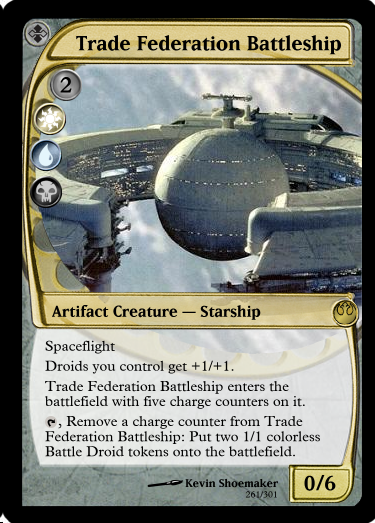 Trade Federation Battleship
2
Artifact Creature — Starship
Spaceflight
Droids you control get +1/+1.
Trade Federation Battleship enters the
battlefield with five charge counters on it.
, Remove a charge counter from Trade
Federation Battleship: Put two 1/1 colorless
Battle Droid tokens onto the battlefield.
Kevin Shoemaker
261/301
0/6